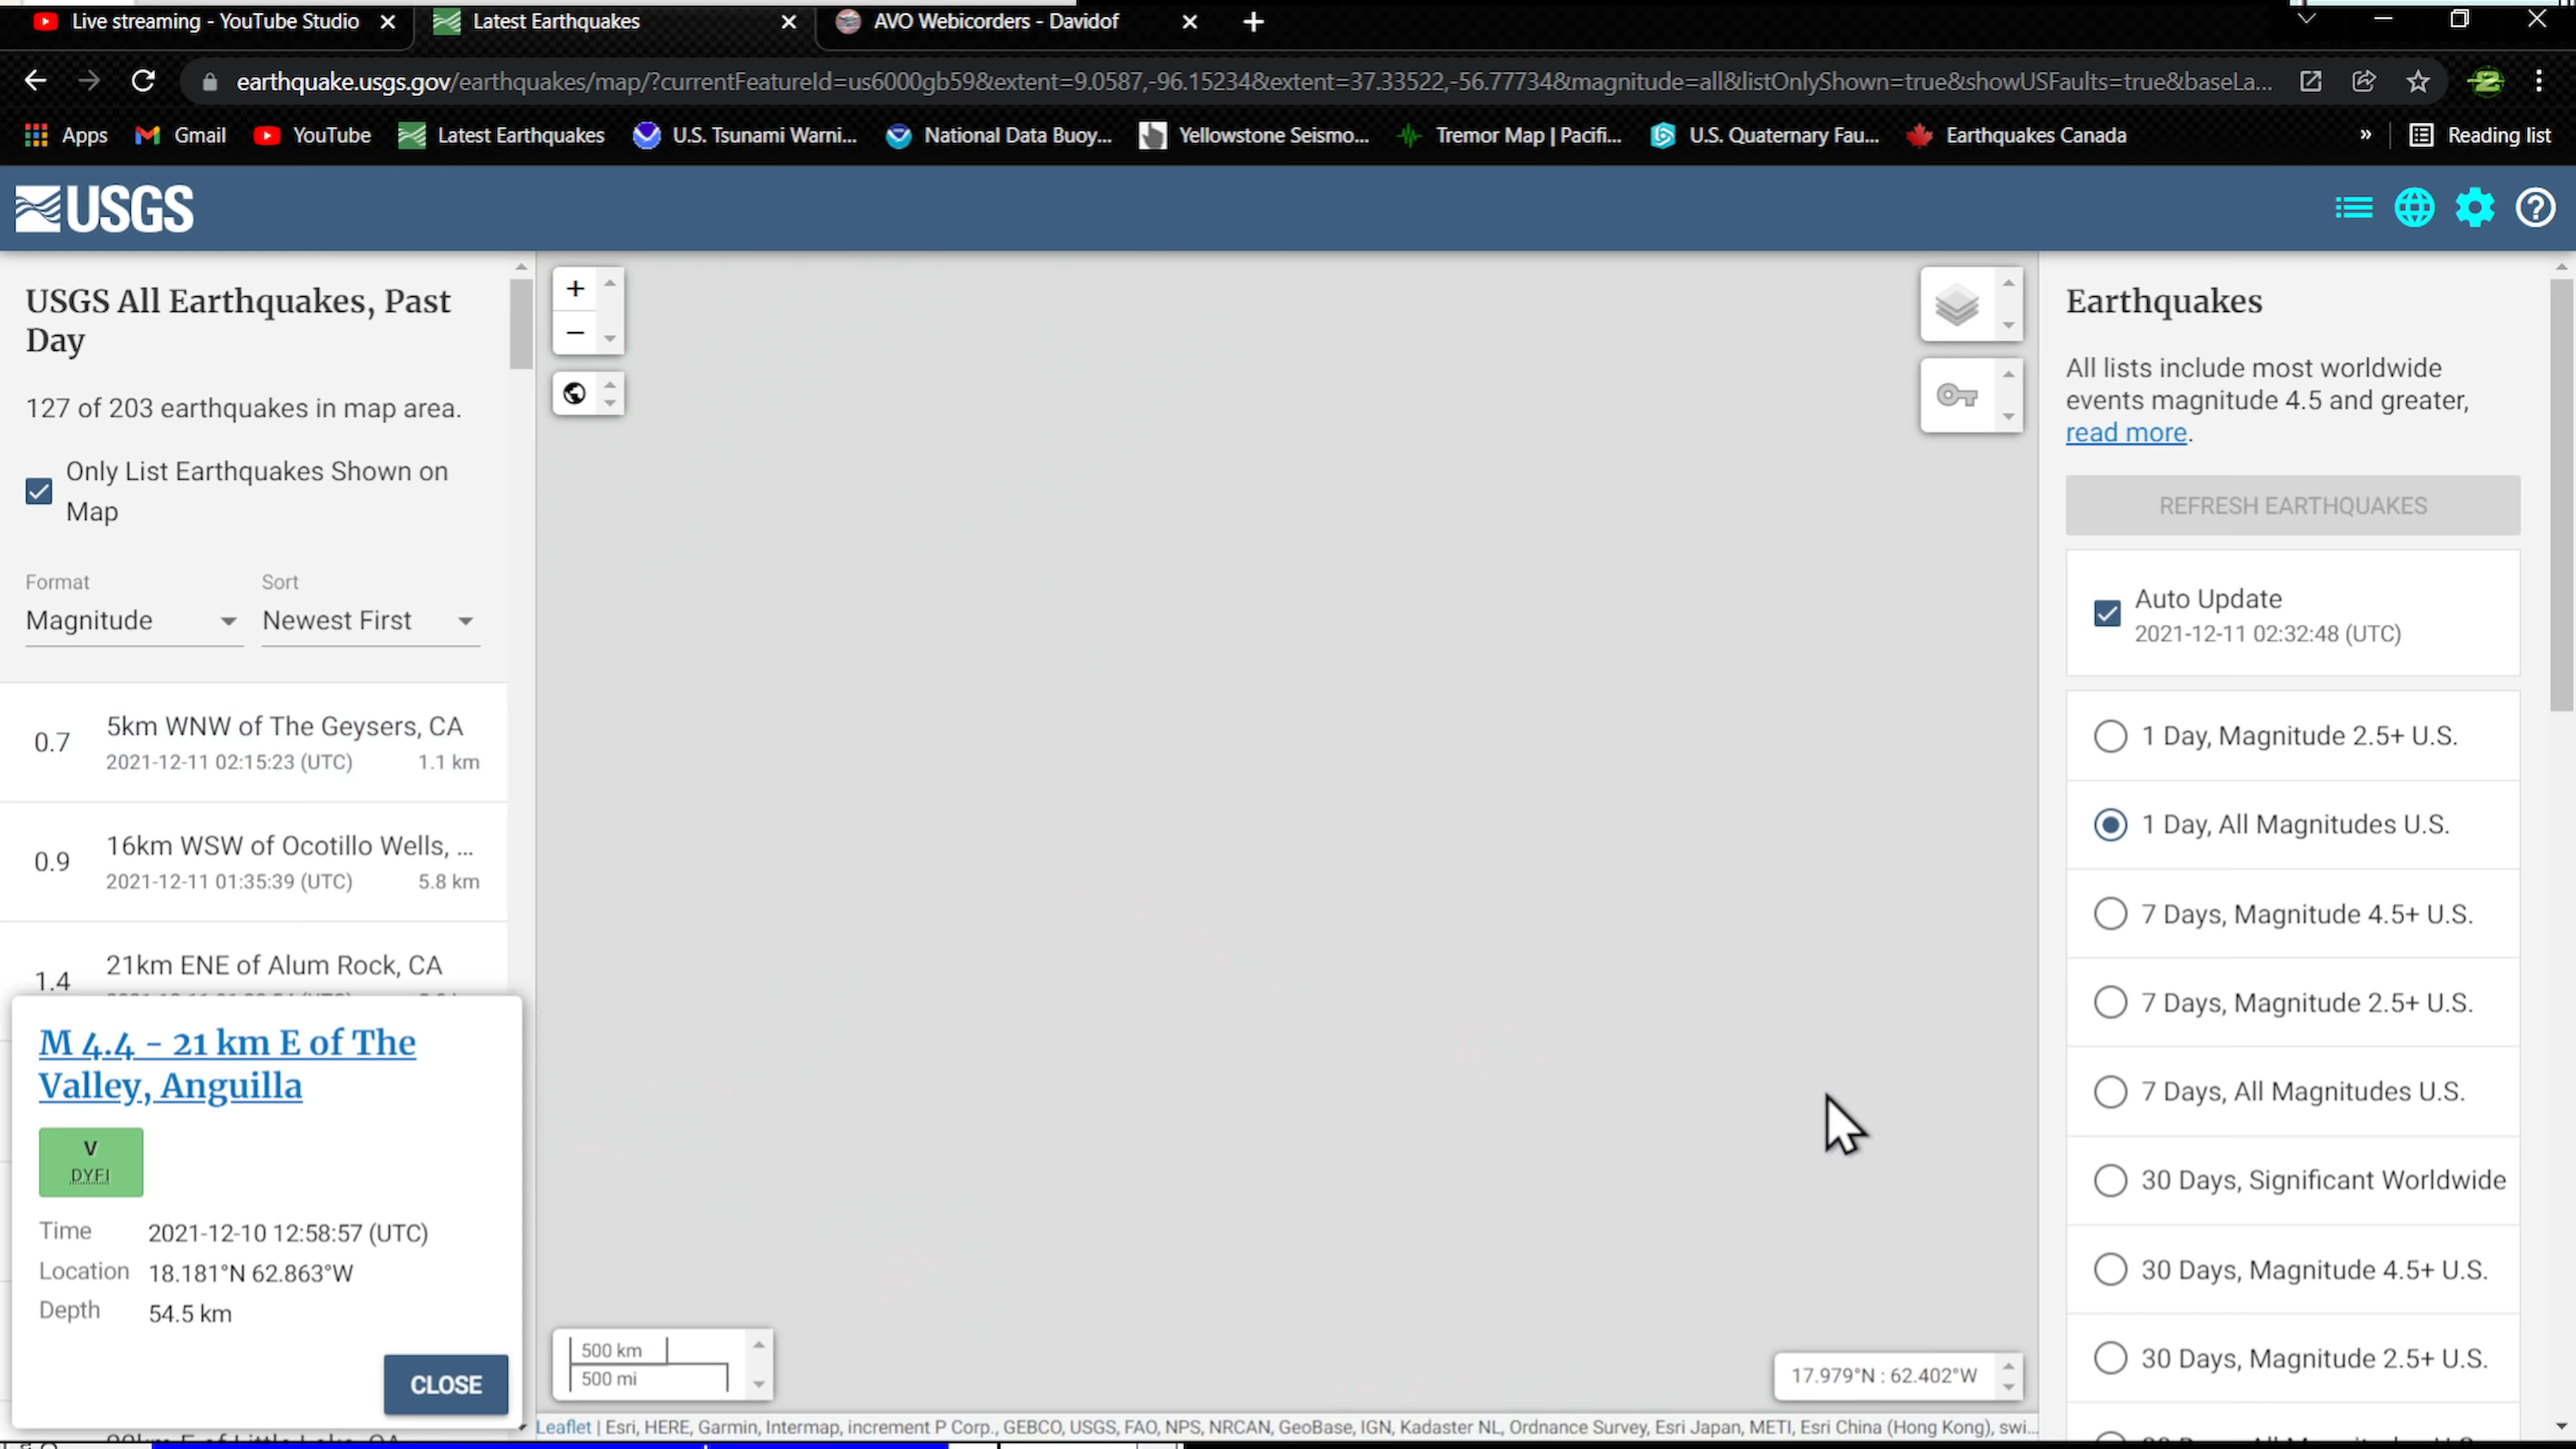 Live streaming - YouTube Studio
Latest Earthquakes
AVO Webicorders - Davidof
earthquake.usgs.gov/earthquakes/map/?currentFeatureId=us6000gb59&extent=9.0587,-96.15234&extent=37.33522,-56.77734&magnitude=all&listOnlyShown=true&showUSFaults=true&baseLa...
Apps Gmail YouTube Latest Earthquakes U.S. Tsunami Warni... National Data Buoy... Yellowstone Seismo... Tremor Map | Pacifi... U.S. Quaternary Fau... Earthquakes Canada » Reading list
USGS
USGS All Earthquakes, Past
Day
127 of 203 earthquakes in map area.
Only List Earthquakes Shown on
Map
Format Sort
Magnitude Newest First
0.7 5km WNW of The Geysers, CA
2021-12-11 02:15:23 (UTC) 1.1 km
0.9 16km WSW of Ocotillo Wells, ...
2021-12-11 01:35:39 (UTC) 5.8 km
1.4 21km ENE of Alum Rock, CA
M 4.4 - 21 km E of The
Valley, Anguilla
V
DYFI
Time 2021-12-10 12:58:57 (UTC)
Location 18.181°N 62.863°W
Depth 54.5 km
CLOSE
+
−
500 km
500 mi
17.979°N : 62.402°W
Leaflet | Esri, HERE, Garmin, Intermap, increment P Corp., GEBCO, USGS, FAO, NPS, NRCAN, GeoBase, IGN, Kadaster NL, Ordnance Survey, Esri Japan, METI, Esri China (Hong Kong), swi...
Earthquakes
All lists include most worldwide
events magnitude 4.5 and greater,
read more.
REFRESH EARTHQUAKES
Auto Update
2021-12-11 02:32:48 (UTC)
1 Day, Magnitude 2.5+ U.S.
1 Day, All Magnitudes U.S.
7 Days, Magnitude 4.5+ U.S.
7 Days, Magnitude 2.5+ U.S.
7 Days, All Magnitudes U.S.
30 Days, Significant Worldwide
30 Days, Magnitude 4.5+ U.S.
30 Days, Magnitude 2.5+ U.S.